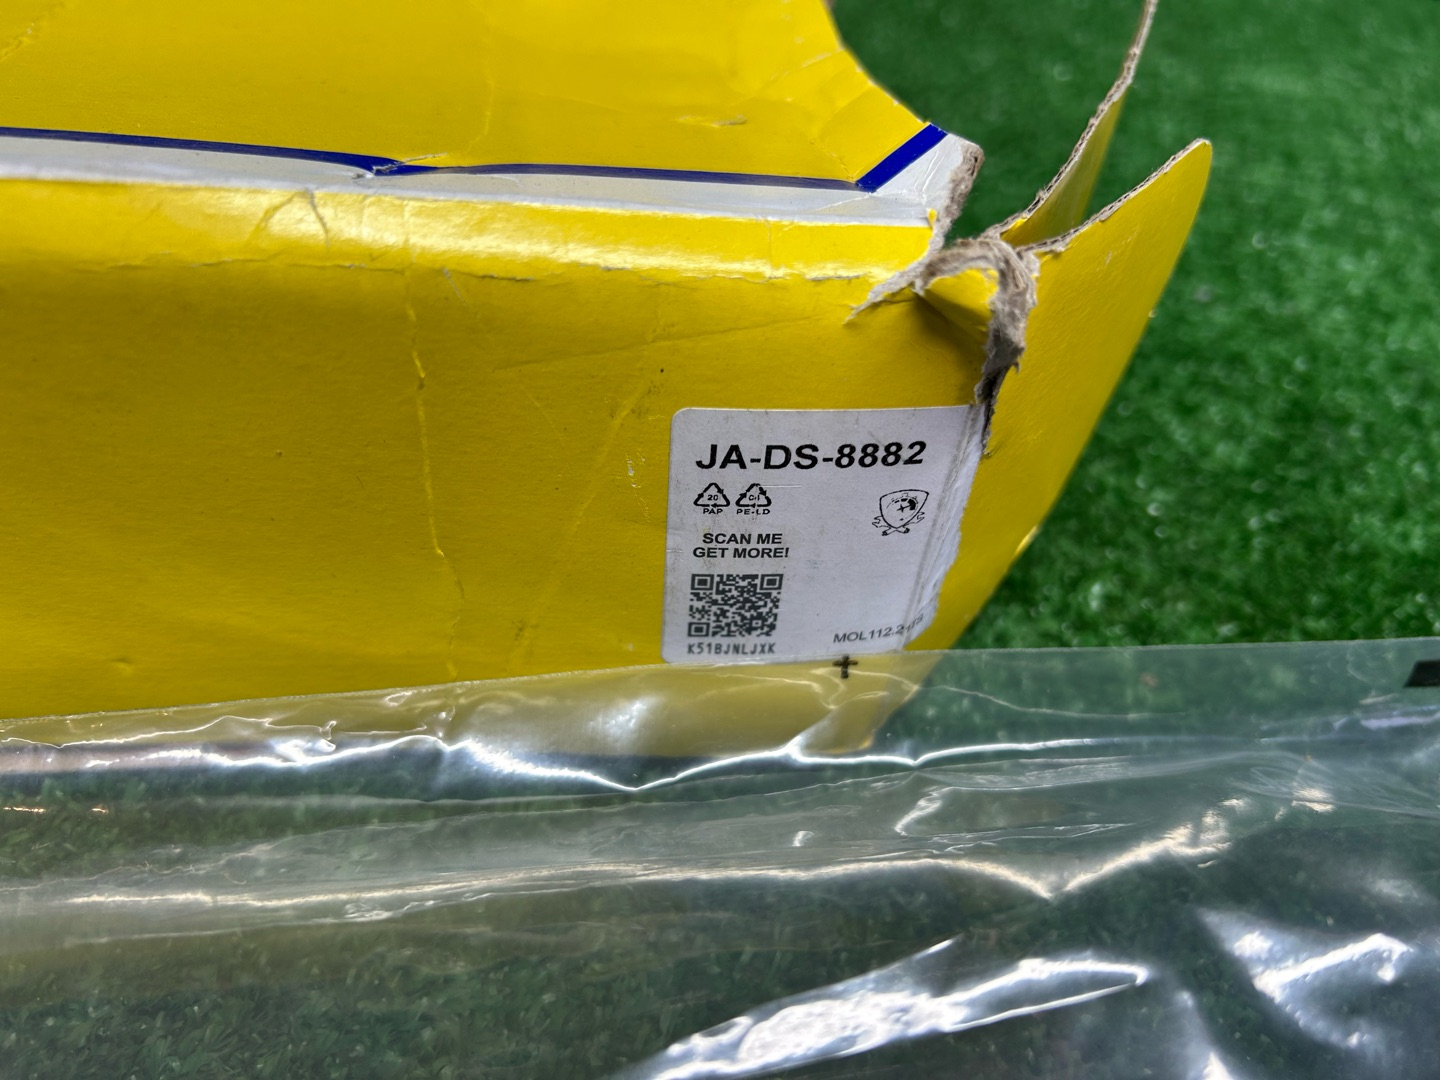 JA-DS-8882
20
PAP
PE-LD
SCAN ME
GET MORE!
K51BJNLJXK